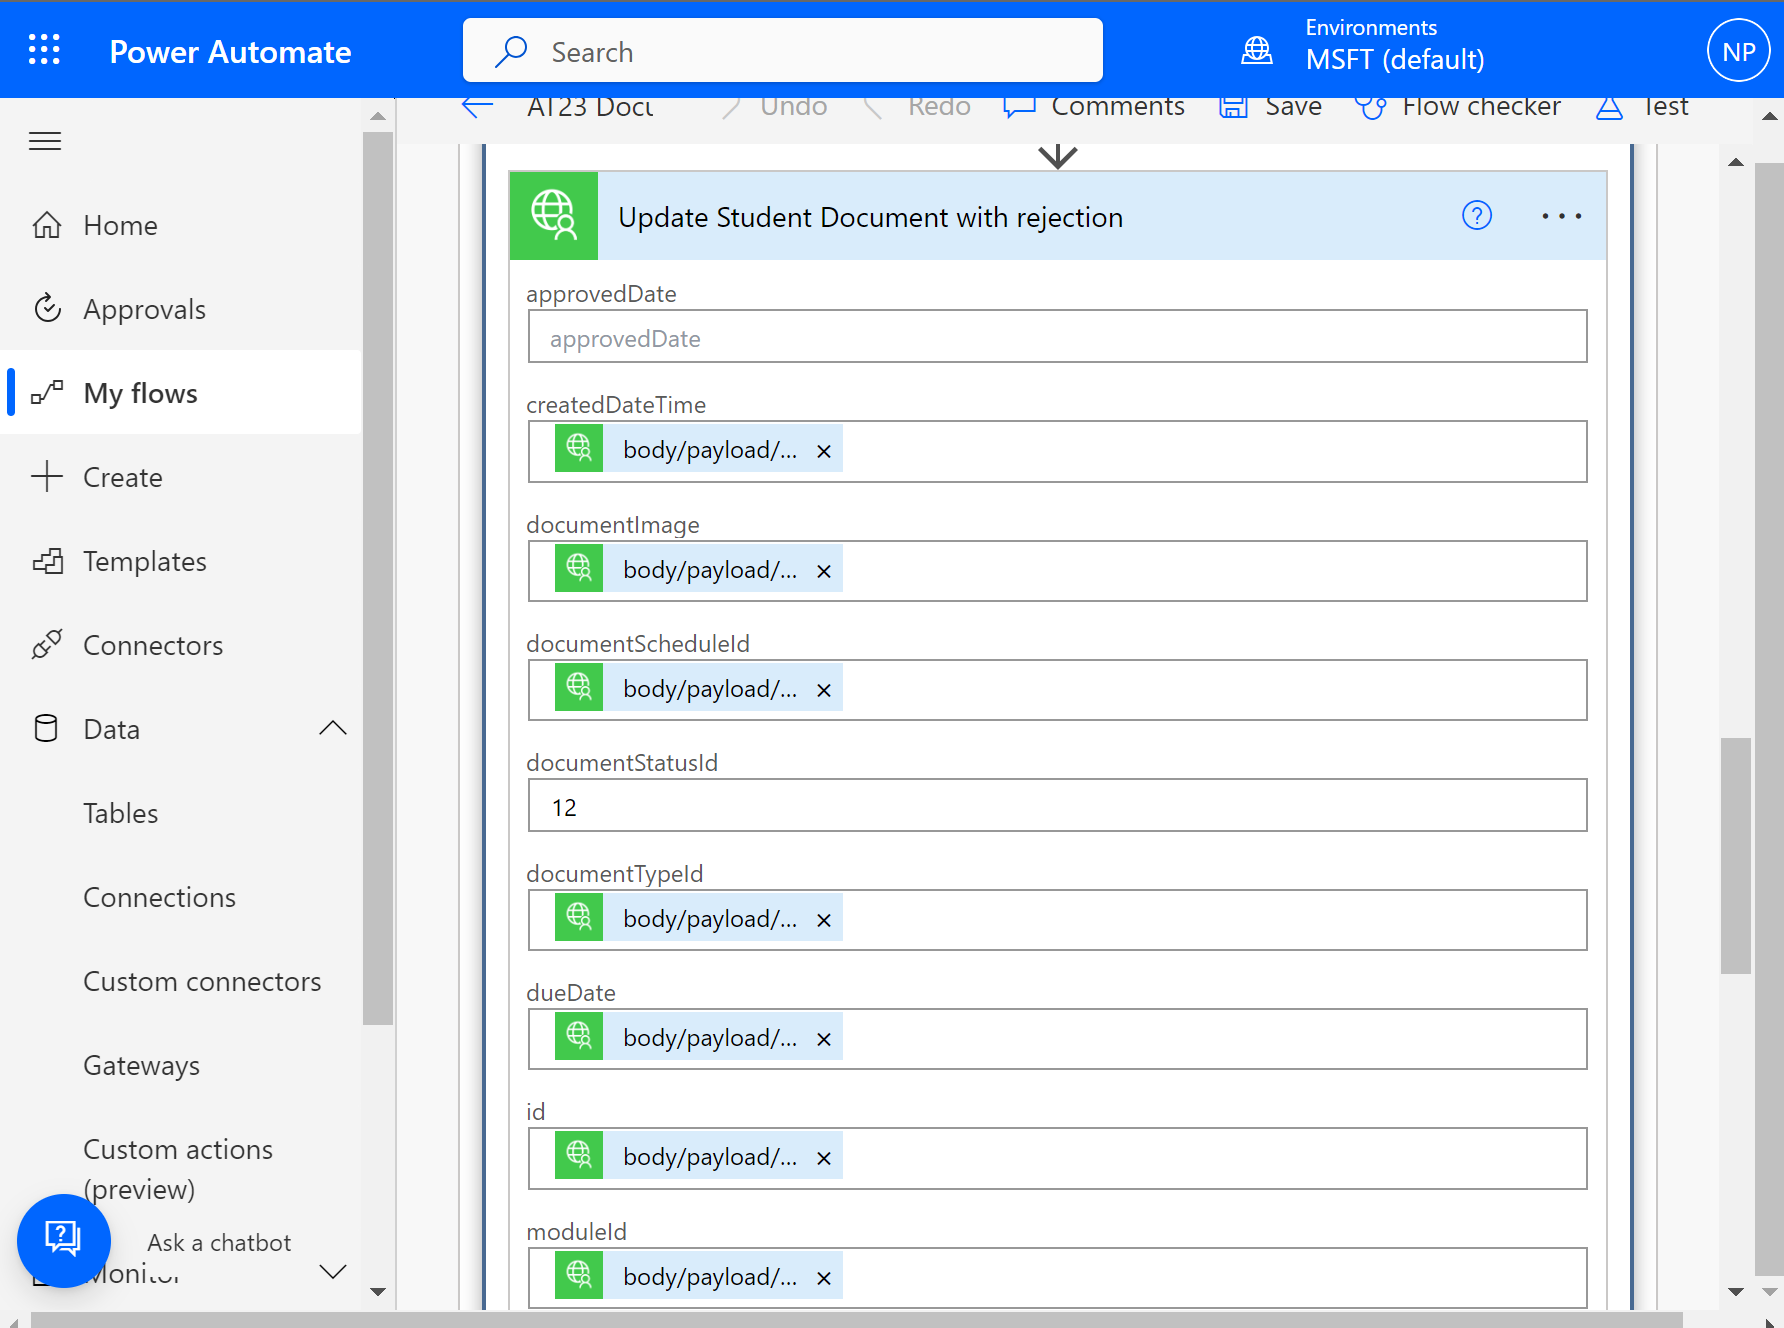 Power Automate
Search
Environments
MSFT (default)
NP
AT23 Docu
Undo
Redo
Comments
Save
Flow checker
Test
Home
Approvals
My flows
Create
Templates
Connectors
Data
Tables
Connections
Custom connectors
Gateways
Custom actions
(preview)
Ask a chatbot
Monitor
Update Student Document with rejection
approvedDate
approvedDate
createdDateTime
body/payload/...
documentImage
body/payload/...
documentScheduleId
body/payload/...
documentStatusId
12
documentTypeId
body/payload/...
dueDate
body/payload/...
id
body/payload/...
moduleId
body/payload/...